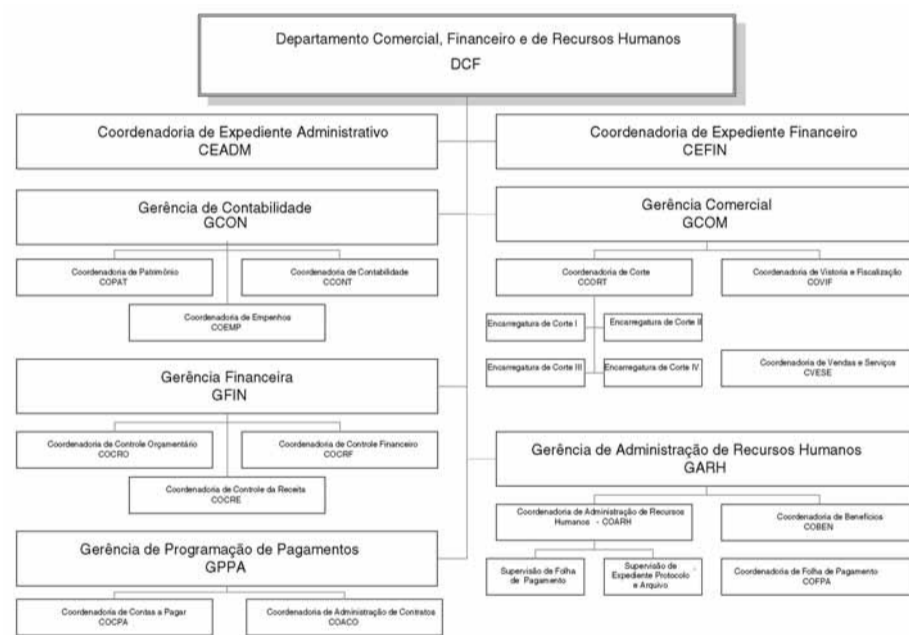 Departamento Comercial, Financeiro e de Recursos Humanos
DCF
Coordenadoria de Expediente Administrativo
CEADM
Coordenadoria de Expediente Financeiro
CEFIN
Gerência de Contabilidade
GCON
Gerência Comercial
GCOM
Coordenadoria de Patrimônio
COPAT
Coordenadoria de Contabilidade
CCONT
Coordenadoria de Empenhos
COEMP
Coordenadoria de Corte
CCORT
Coordenadoria de Vistoria e Fiscalização
COVIF
Encarregatura de Corte I
Encarregatura de Corte II
Encarregatura de Corte III
Encarregatura de Corte IV
Coordenadoria de Vendas e Serviços
CVESE
Gerência Financeira
GFIN
Coordenadoria de Controle Orçamentário
COCRO
Coordenadoria de Controle Financeiro
COCRF
Coordenadoria de Controle da Receita
COCRE
Gerência de Administração de Recursos Humanos
GARH
Coordenadoria de Administração de Recursos
Humanos - COARH
Coordenadoria de Benefícios
COBEN
Supervisão de Folha
de Pagamento
Supervisão de
Expediente Protocolo
e Arquivo
Coordenadoria de Folha de Pagamento
COFPA
Gerência de Programação de Pagamentos
GPPA
Coordenadoria de Contas a Pagar
COCPA
Coordenadoria de Administração de Contratos
COACO